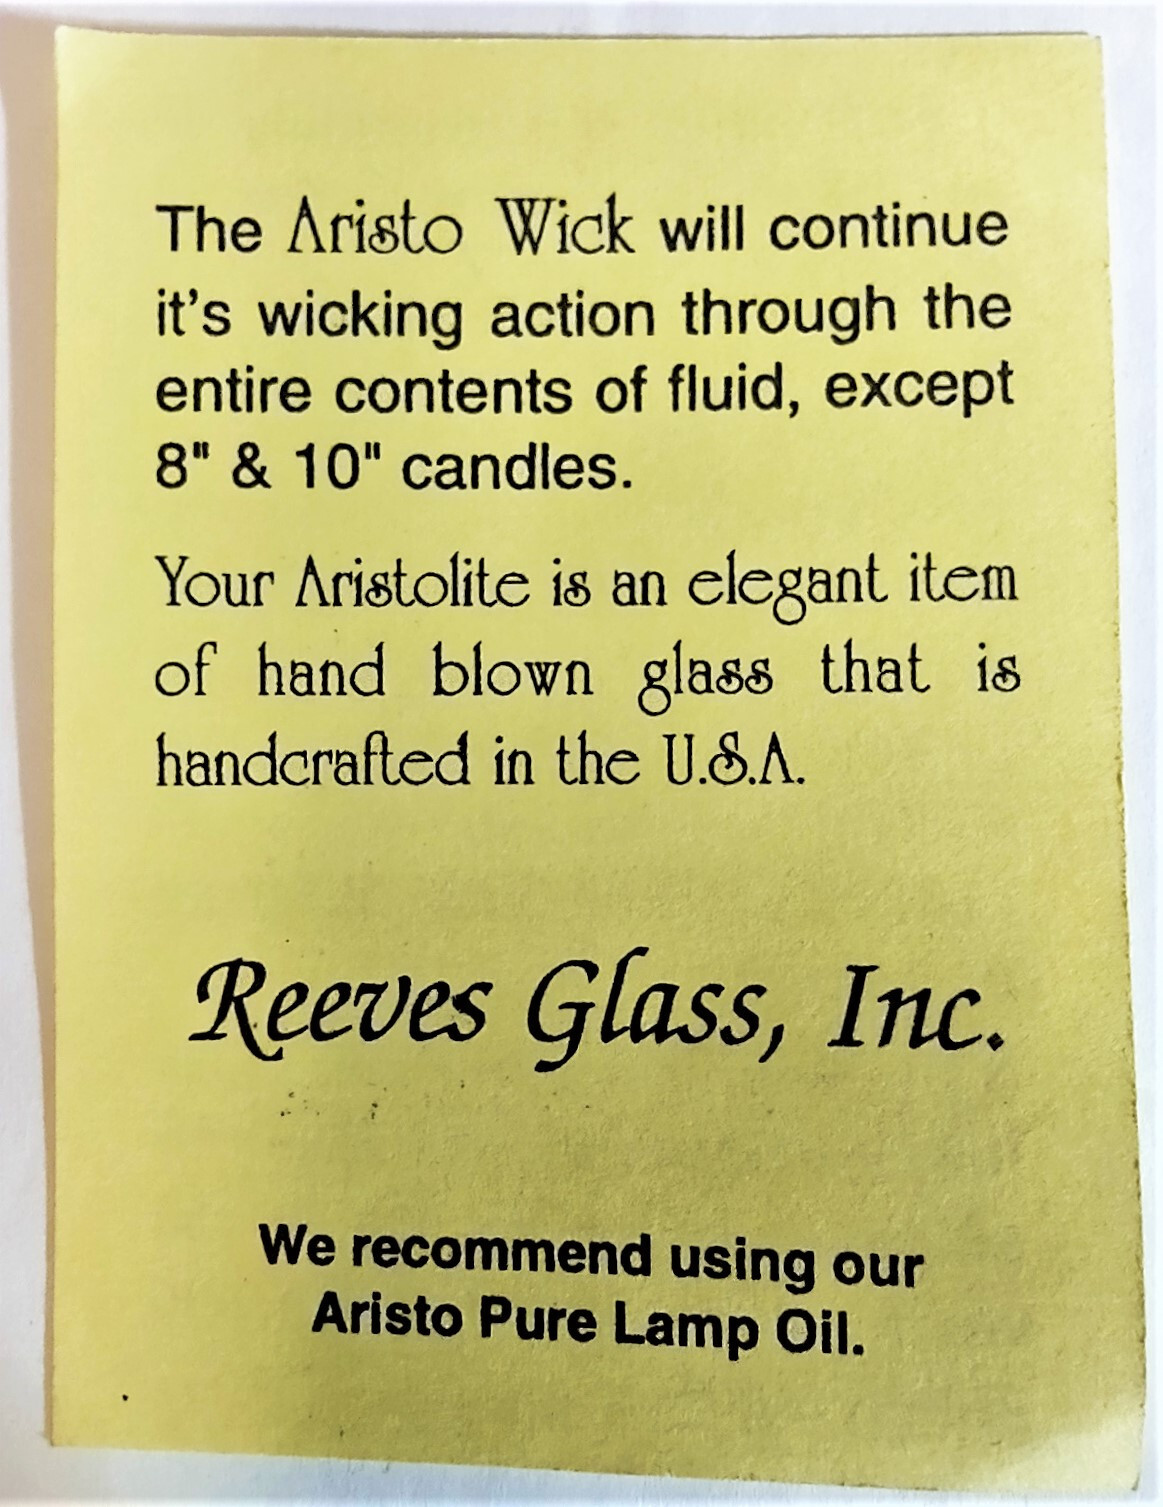 The Aristo Wick will continue
it's wicking action through the
entire contents of fluid, except
8" & 10" candles.
Your Aristolite is an elegant item
of hand blown glass that is
handcrafted in the U.S.A.
Reeves Glass, Inc.
We recommend using our
Aristo Pure Lamp Oil.